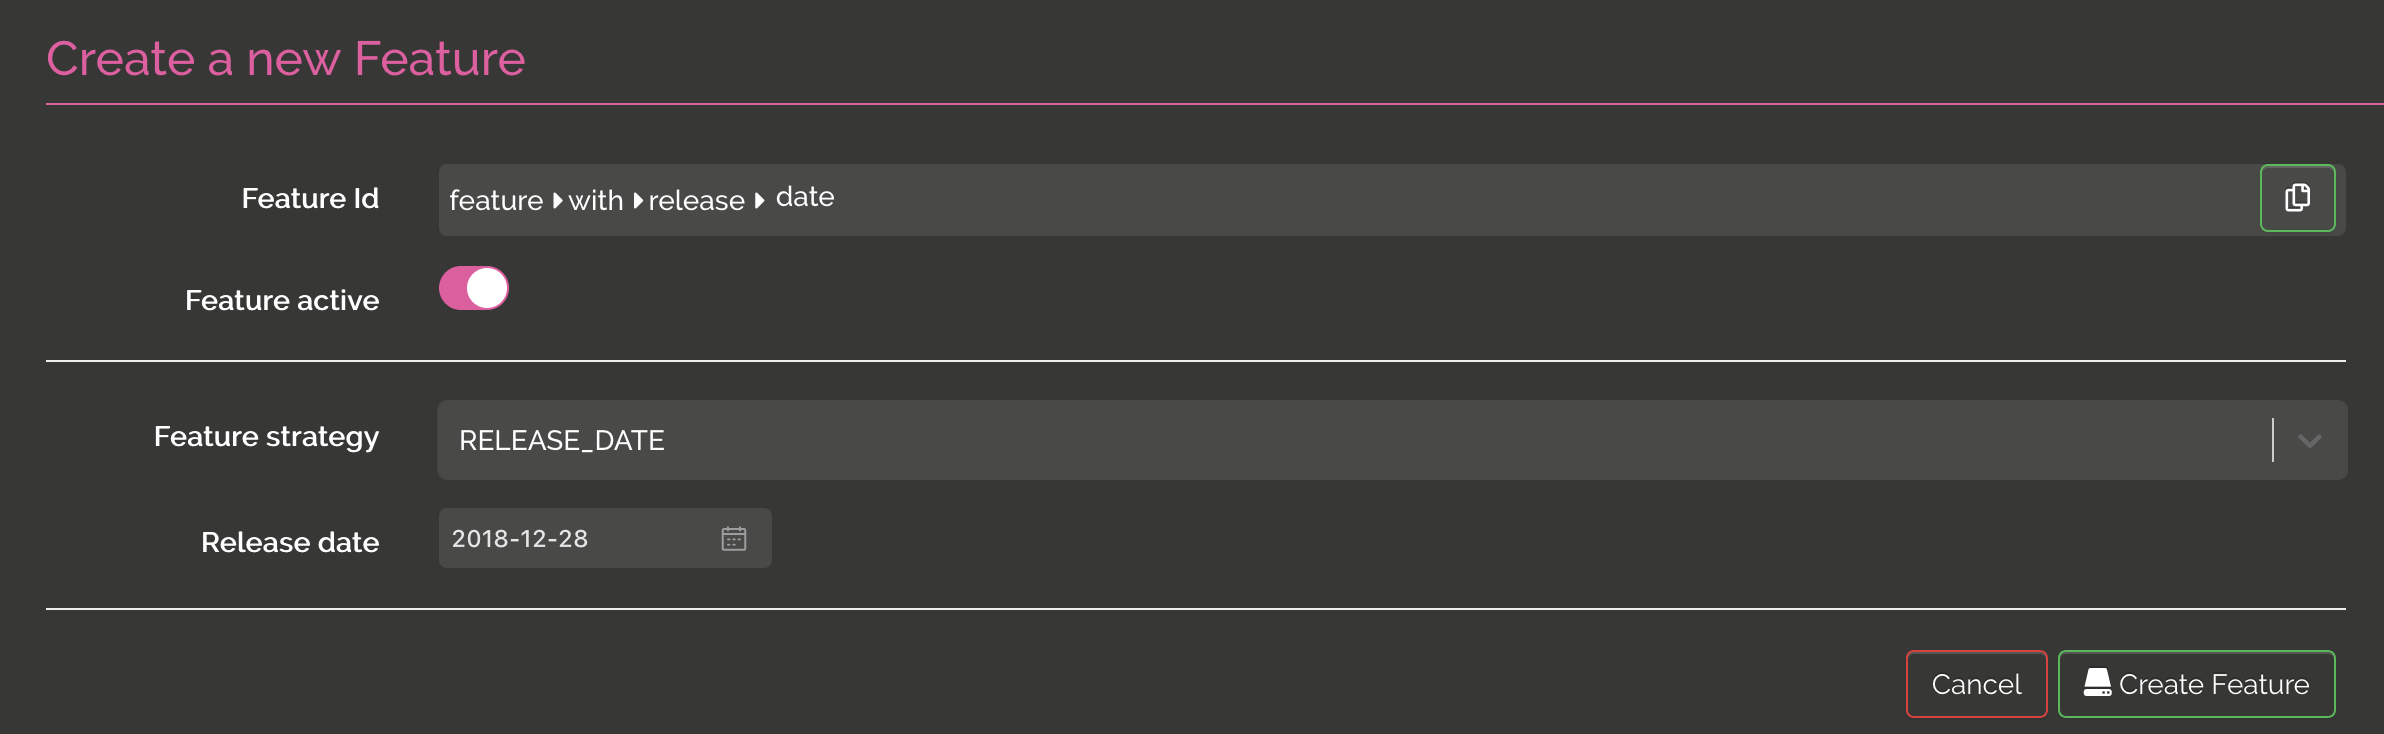 Create a new Feature
Feature Id feature with release date
Feature active
Feature strategy RELEASE_DATE
Release date 2018-12-28
Cancel Create Feature